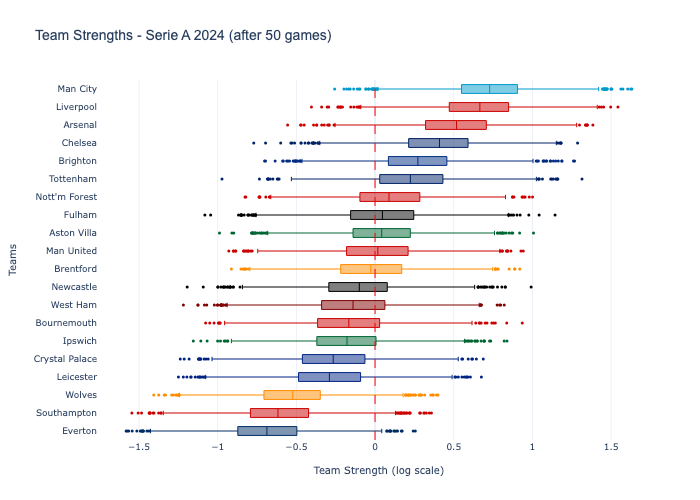 Team Strengths - Serie A 2024 (after 50 games)
Man City
Liverpool
Arsenal
Chelsea
Brighton
Tottenham
Nott'm Forest
Fulham
Aston Villa
Man United
Brentford
Newcastle
West Ham
Bournemouth
Ipswich
Crystal Palace
Leicester
Wolves
Southampton
Everton
Teams
−1.5 −1 −0.5 0 0.5 1 1.5
Team Strength (log scale)